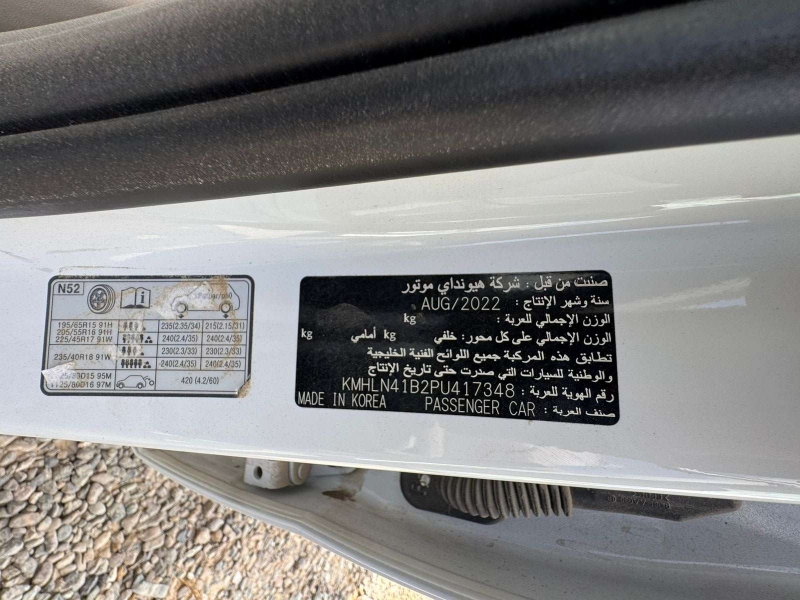 N52
195/65R15 91H
205/55R16 91H
225/45R17 91W
235(2.35/34) 215(2.15/31)
240(2.4/35) 240(2.4/35)
235/40R18 91W
230(2.3/33) 230(2.3/33)
240(2.4/35) 240(2.4/35)
95M
97M
420 (4.2/60)
صنعت من قبل : شركة هيونداي موتور
سنة وشهر الإنتاج : AUG/2022
الوزن الإجمالي للعربة : kg
الوزن الإجمالي على كل محور: خلفي kg أمامي kg
تطابق هذه المركبة جميع اللوائح الفنية الخليجية
والوطنية للسيارات التي صدرت حتى تاريخ الإنتاج
رقم الهوية للعربة : KMHLN41B2PU417348
صنف العربة : PASSENGER CAR MADE IN KOREA